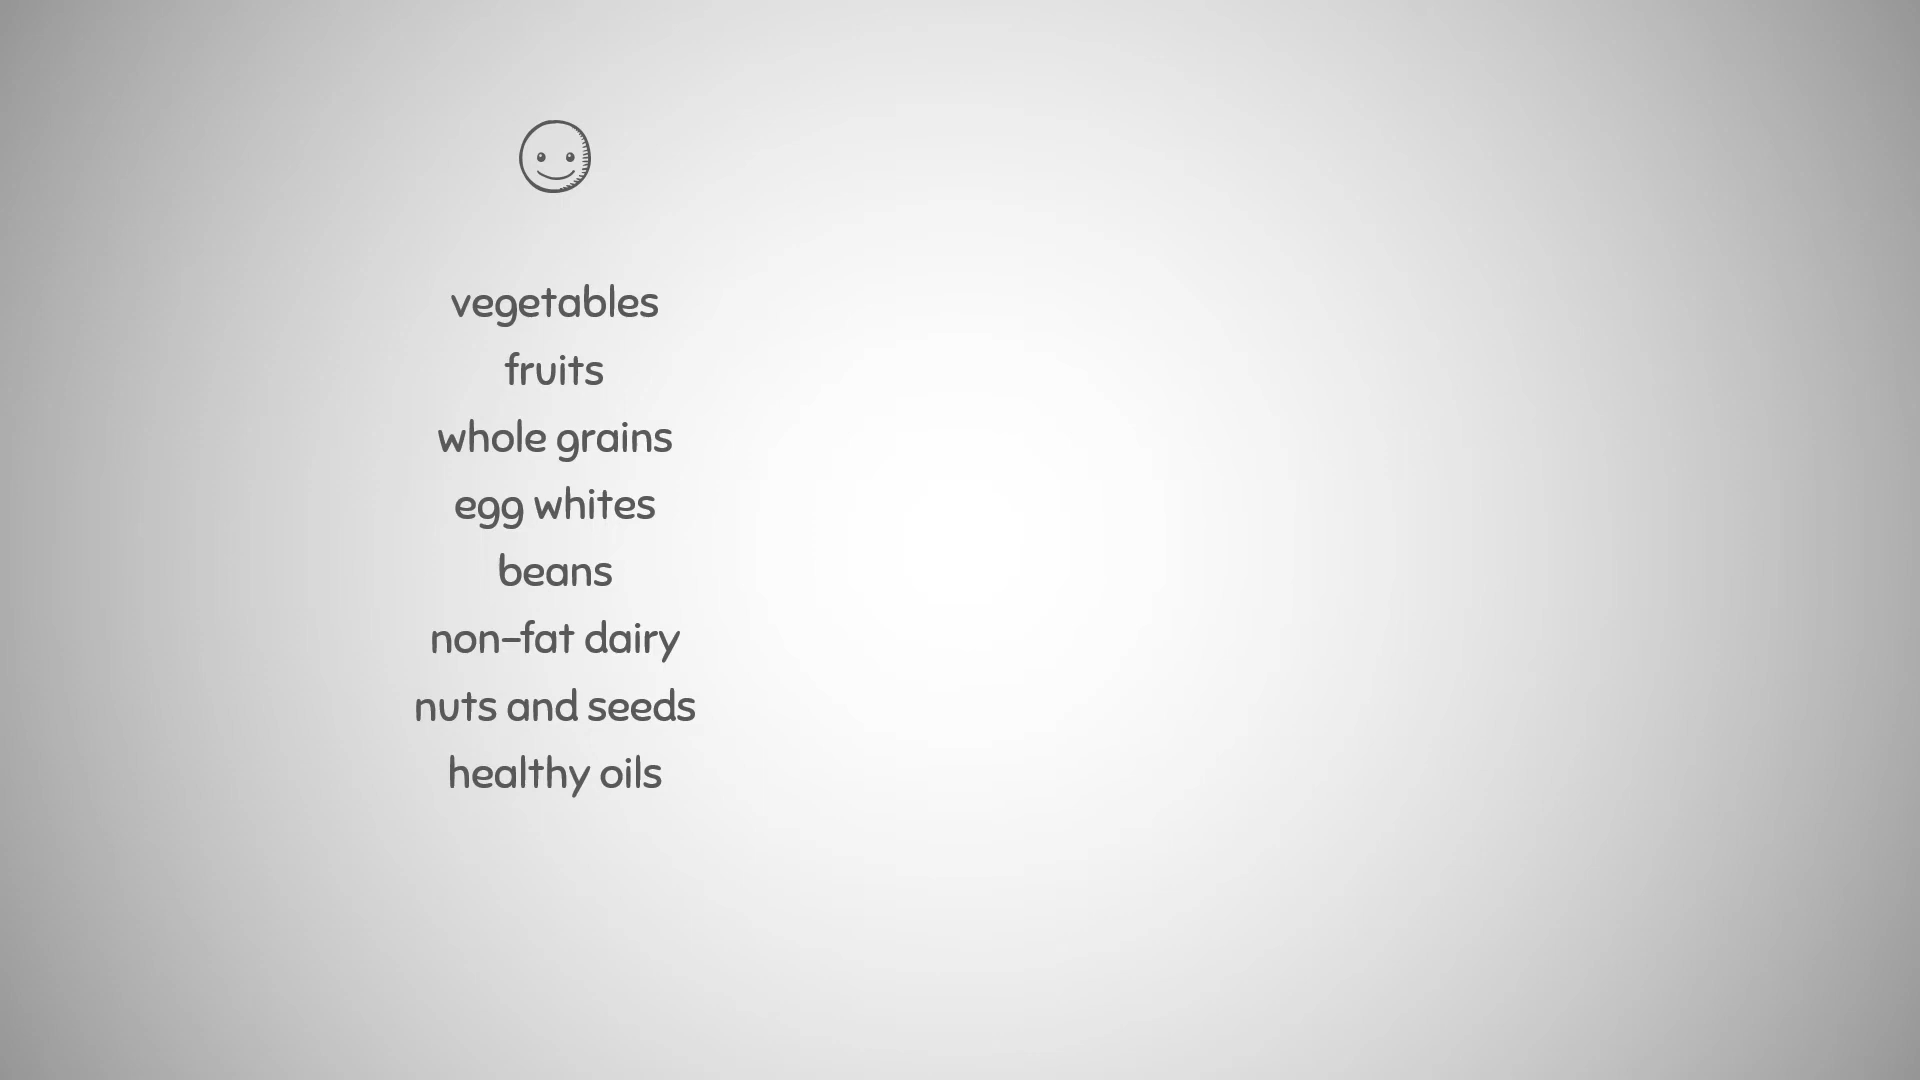 vegetables
fruits
whole grains
egg whites
beans
non-fat dairy
nuts and seeds
healthy oils